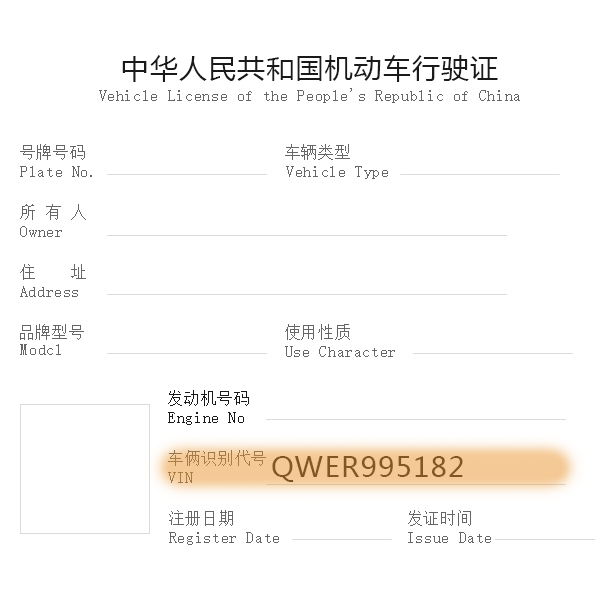 中华人民共和国机动车行驶证
Vehicle License of the People's Republic of China
号牌号码 车辆类型
Plate No. Vehicle Type
所 有 人
Owner
住 址
Address
品牌型号 使用性质
Modcl Use Character
发动机号码
Engine No
车俩识别代号 QWER995182
VIN
注册日期 发证时间
Register Date Issue Date